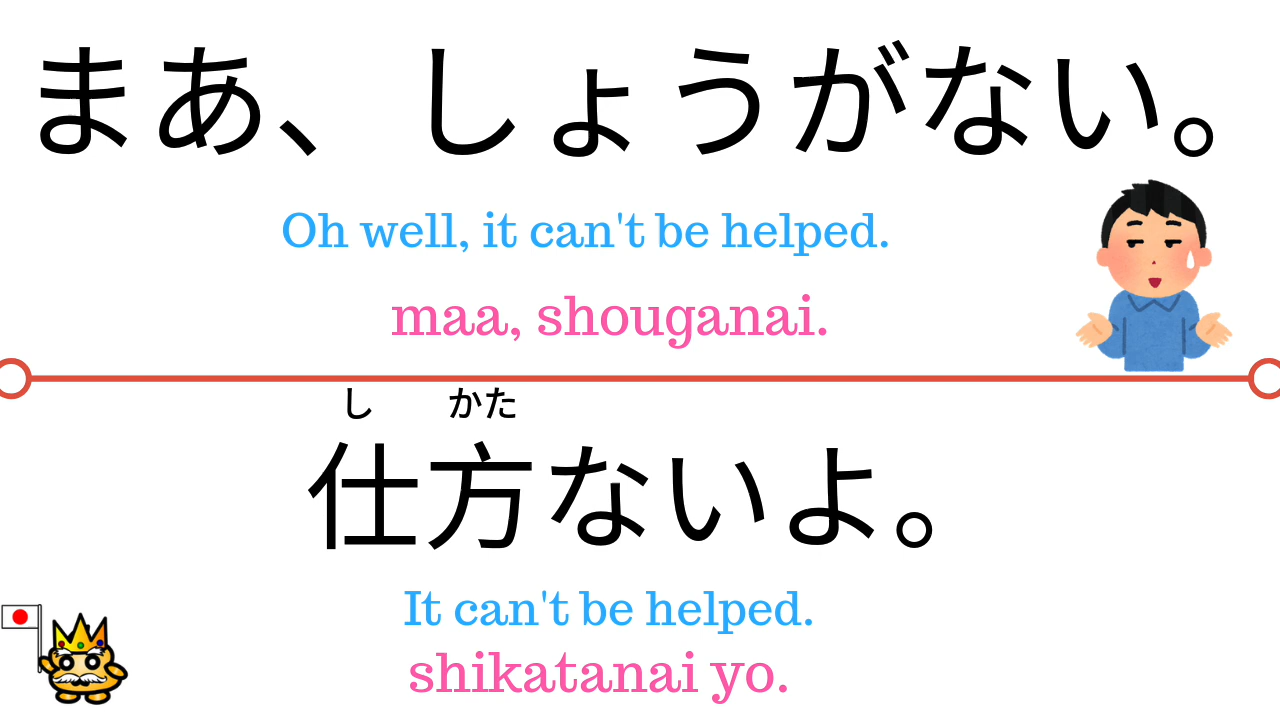 まあ、しょうがない。
Oh well, it can't be helped.
maa, shouganai.
し かた
仕方ないよ。
It can't be helped.
shikatanai yo.